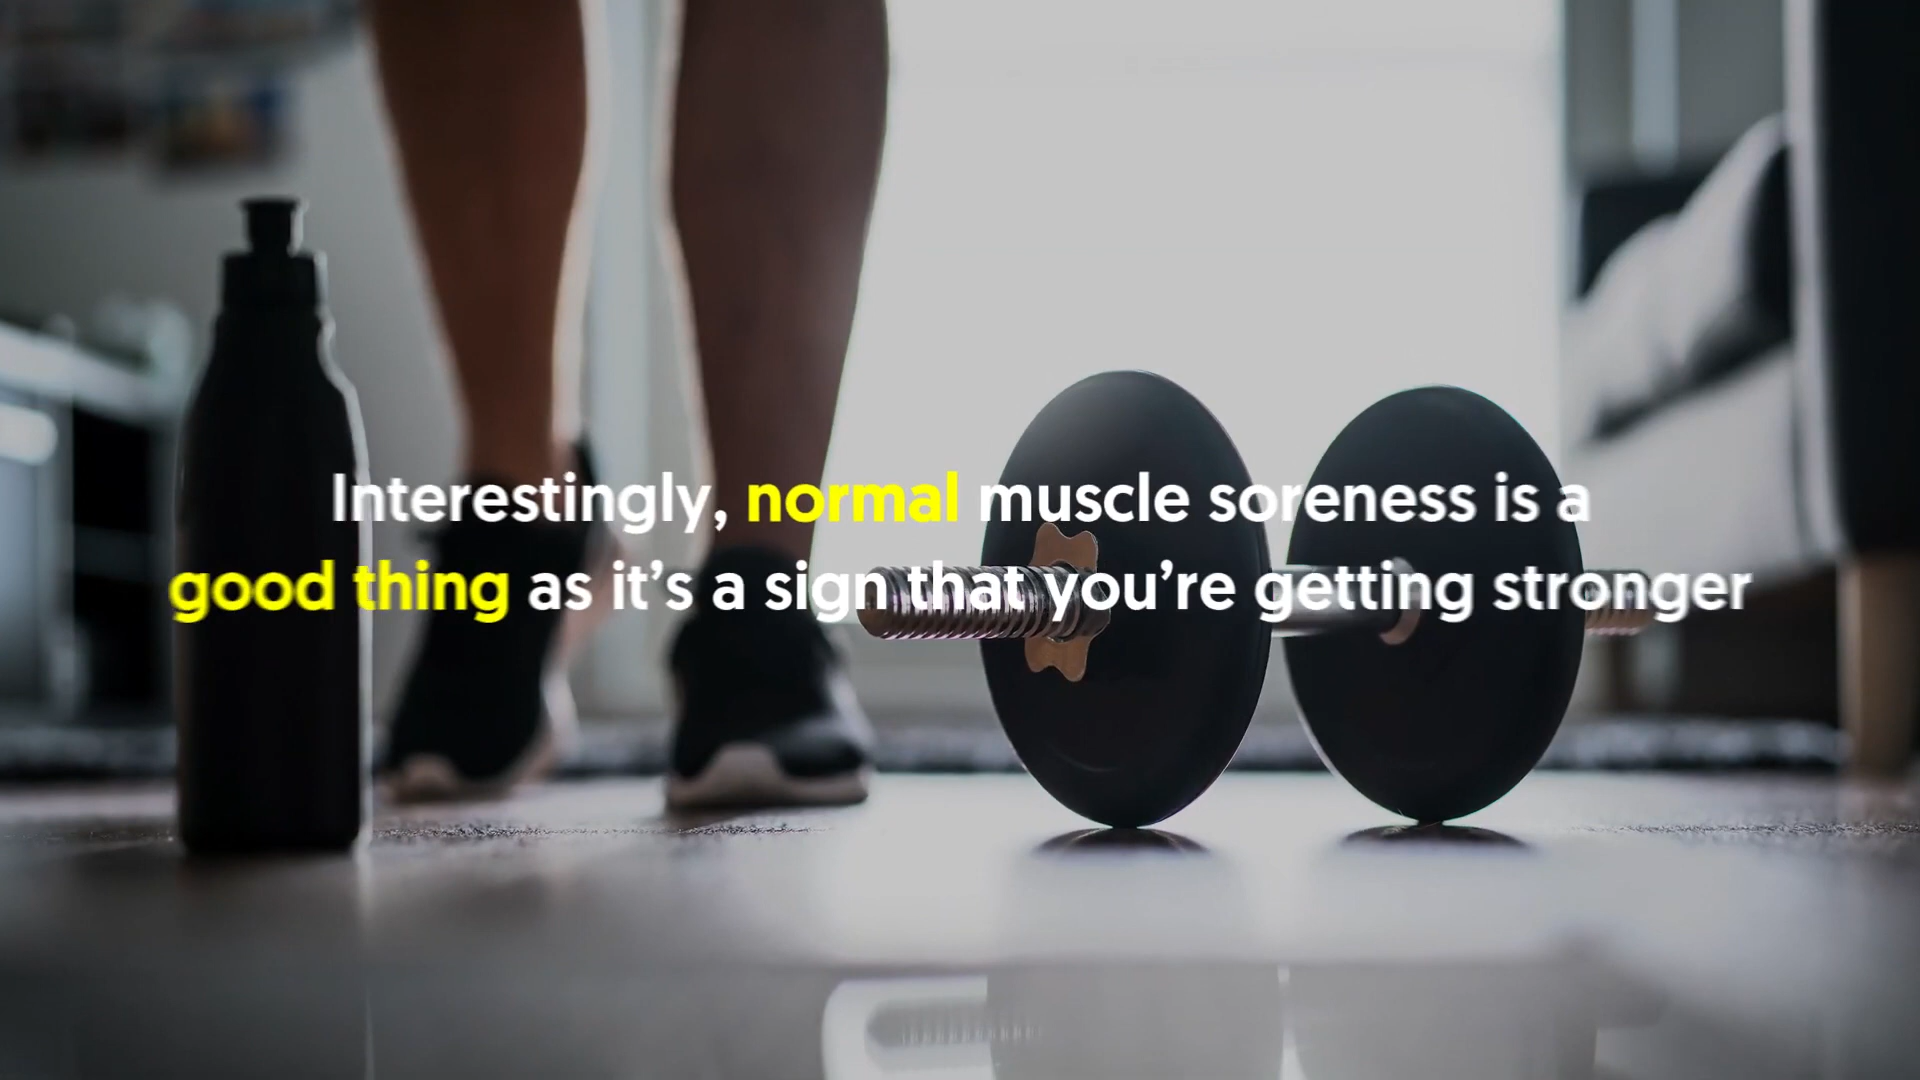 Interestingly, normal muscle soreness is a
good thing as it’s a sign that you’re getting stronger